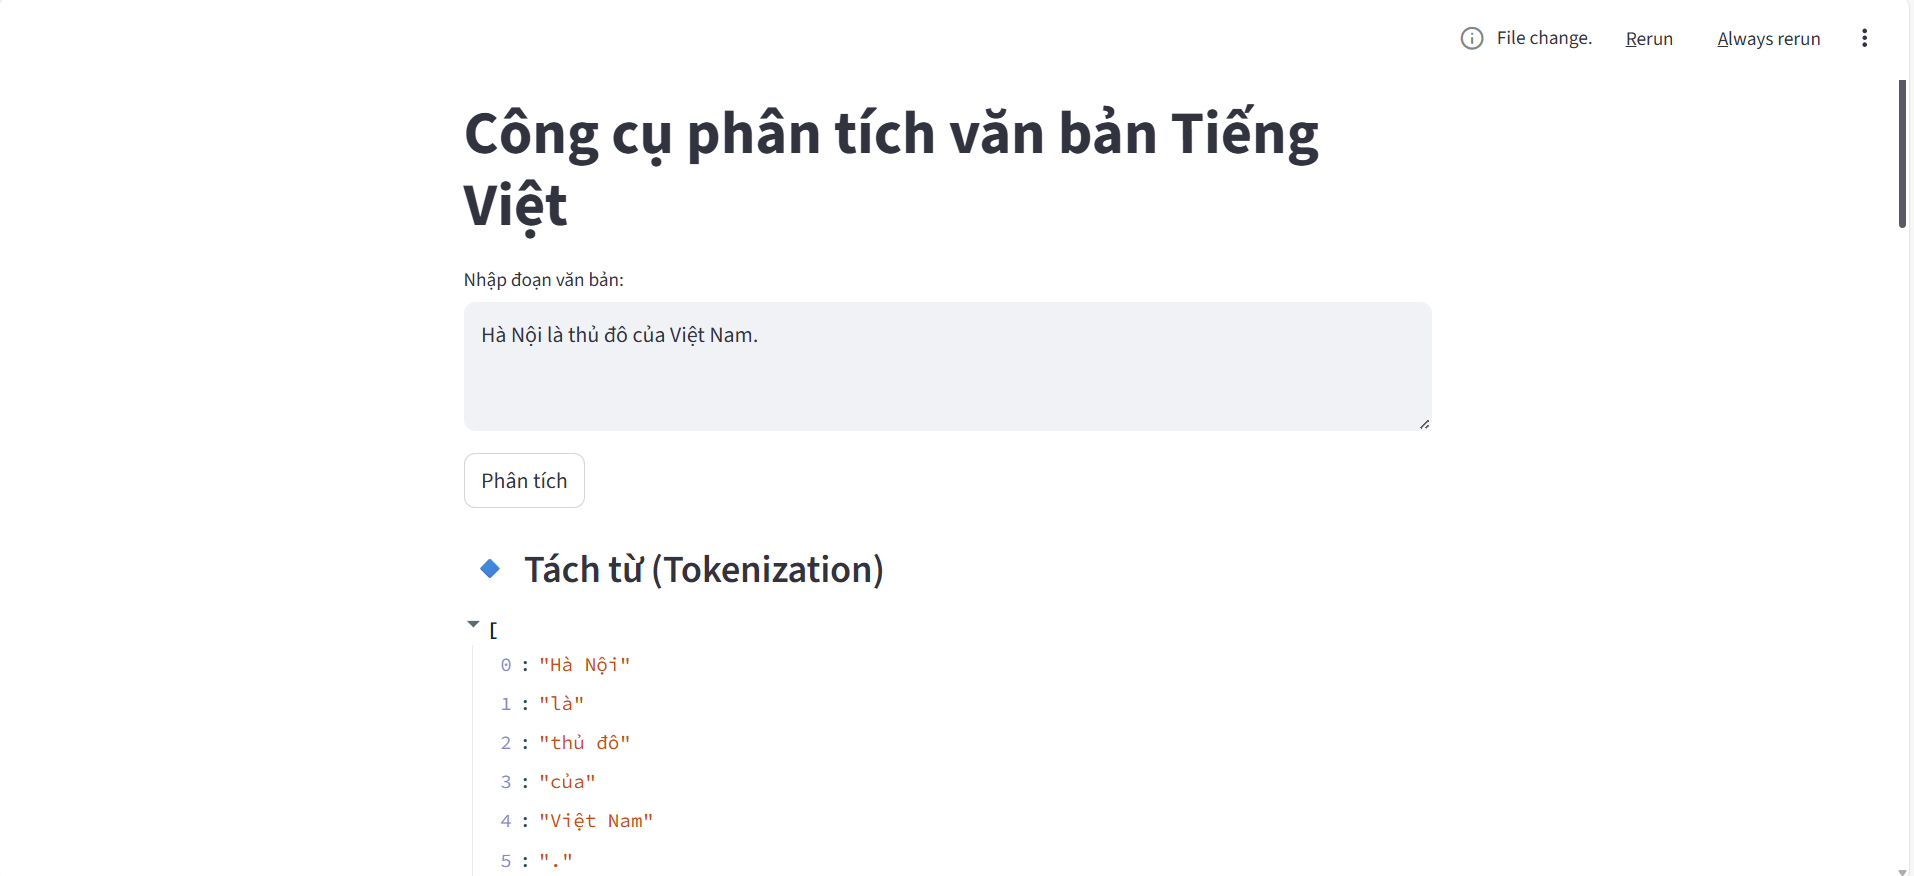 File change. Rerun Always rerun
Công cụ phân tích văn bản Tiếng
Việt
Nhập đoạn văn bản:
Hà Nội là thủ đô của Việt Nam.
Phân tích
Tách từ (Tokenization)
[
0 : "Hà Nội"
1 : "là"
2 : "thủ đô"
3 : "của"
4 : "Việt Nam"
5 : "."